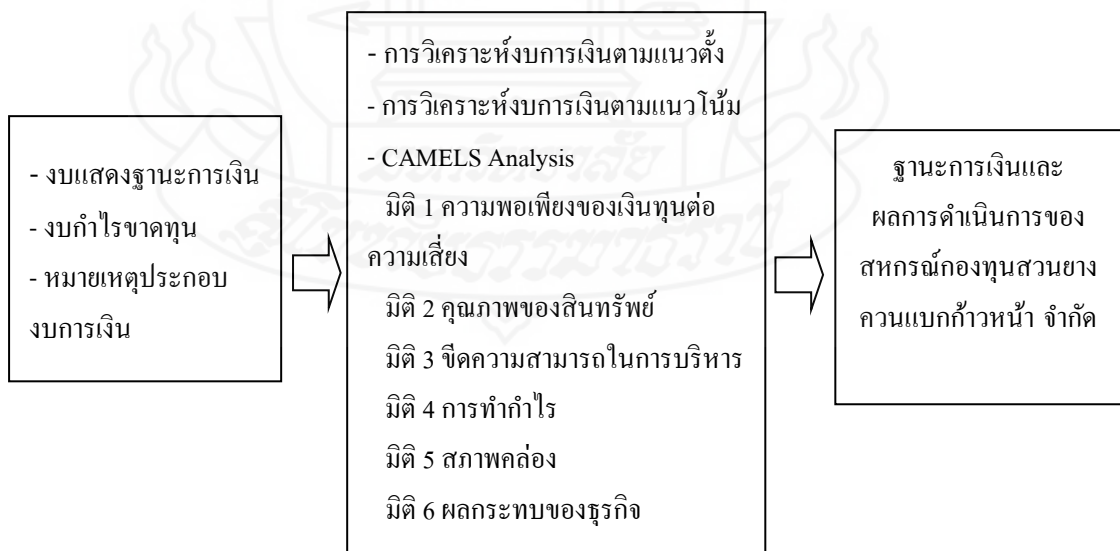 - งบแสดงฐานะการเงิน
- งบกำไรขาดทุน
- หมายเหตุประกอบ
งบการเงิน
- การวิเคราะห์งบการเงินตามแนวตั้ง
- การวิเคราะห์งบการเงินตามแนวโน้ม
- CAMELS Analysis
มิติ 1 ความพอเพียงของเงินทุนต่อ
ความเสี่ยง
มิติ 2 คุณภาพของสินทรัพย์
มิติ 3 ขีดความสามารถในการบริหาร
มิติ 4 การทำกำไร
มิติ 5 สภาพคล่อง
มิติ 6 ผลกระทบของธุรกิจ
ฐานะการเงินและ
ผลการดำเนินการของ
สหกรณ์กองทุนสวนยาง
ควนแบกก้าวหน้า จำกัด